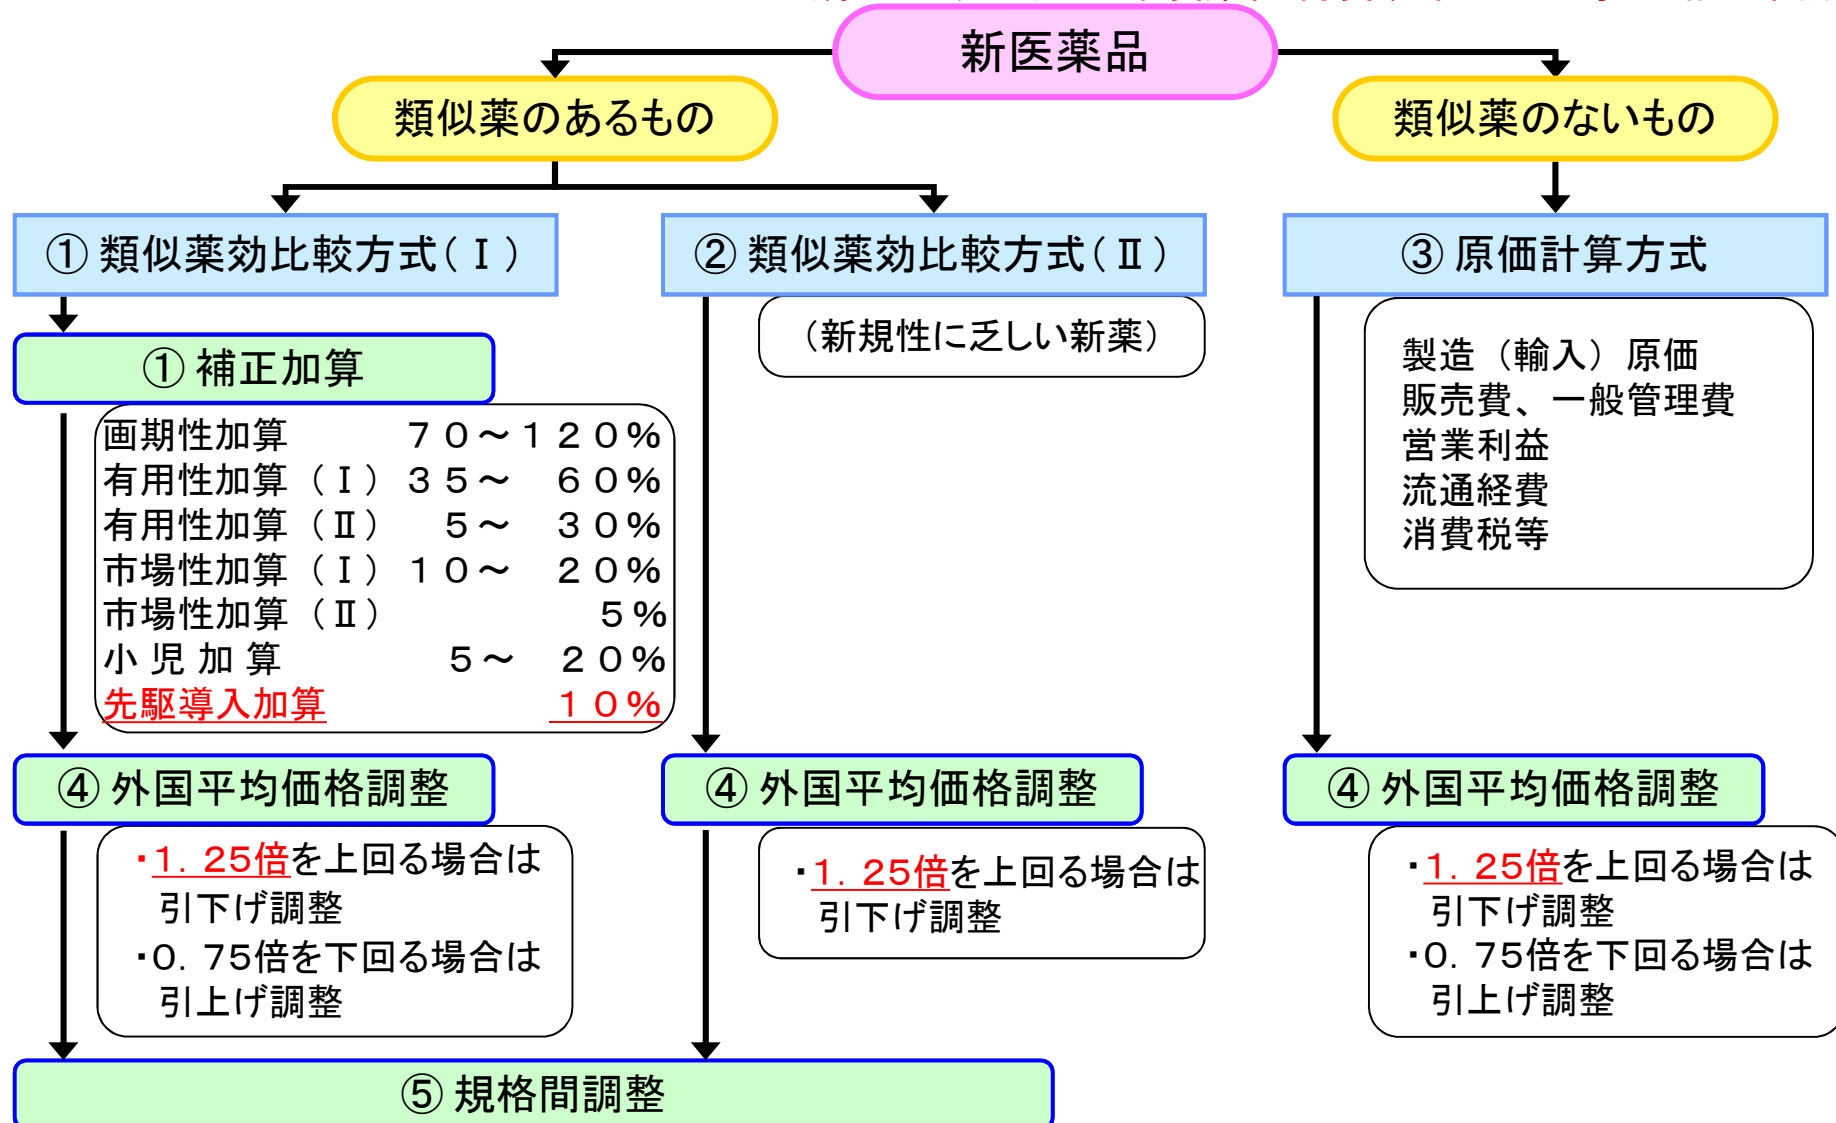 新医薬品
類似薬のあるもの
類似薬のないもの
① 類似薬効比較方式(Ⅰ)
② 類似薬効比較方式(Ⅱ)
③ 原価計算方式
(新規性に乏しい新薬)
製造(輸入)原価
販売費、一般管理費
営業利益
流通経費
消費税等
① 補正加算
画期性加算 70~120%
有用性加算(Ⅰ) 35~ 60%
有用性加算(Ⅱ) 5~ 30%
市場性加算(Ⅰ) 10~ 20%
市場性加算(Ⅱ) 5%
小児加算 5~ 20%
先駆導入加算 10%
④ 外国平均価格調整
④ 外国平均価格調整
④ 外国平均価格調整
・1.25倍を上回る場合は
引下げ調整
・0.75倍を下回る場合は
引上げ調整
・1.25倍を上回る場合は
引下げ調整
・1.25倍を上回る場合は
引下げ調整
・0.75倍を下回る場合は
引上げ調整
⑤ 規格間調整